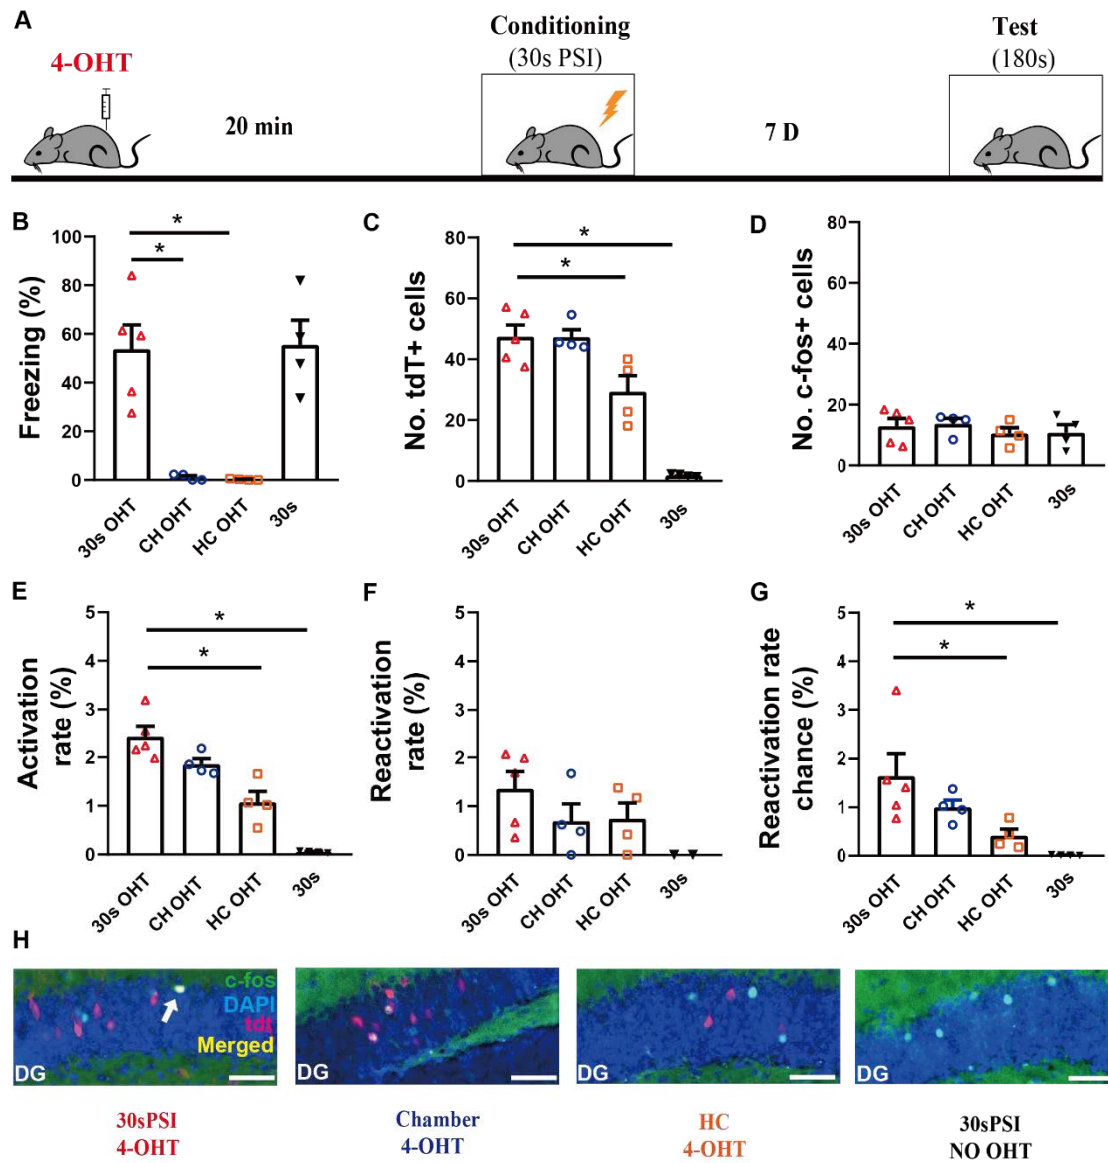 A
4-OHT
20 min
Conditioning
(30s PSI)
7 D
Test
(180s)
B
Freezing (%)
100
80
60
40
20
0
*
*
30s OHT
CH OHT
HC OHT
30s
C
No. tdT+ cells
80
60
40
20
0
*
*
30s OHT
CH OHT
HC OHT
30s
D
No. c-fos+ cells
80
60
40
20
0
30s OHT
CH OHT
HC OHT
30s
E
Activation
rate (%)
5
4
3
2
1
0
*
*
30s OHT
CH OHT
HC OHT
30s
F
Reactivation
rate (%)
5
4
3
2
1
0
30s OHT
CH OHT
HC OHT
30s
G
Reactivation rate
chance (%)
5
4
3
2
1
0
*
*
30s OHT
CH OHT
HC OHT
30s
H
c-fos
DAPI
tdt
Merged
DG
DG
DG
DG
30sPSI
4-OHT
Chamber
4-OHT
HC
4-OHT
30sPSI
NO OHT